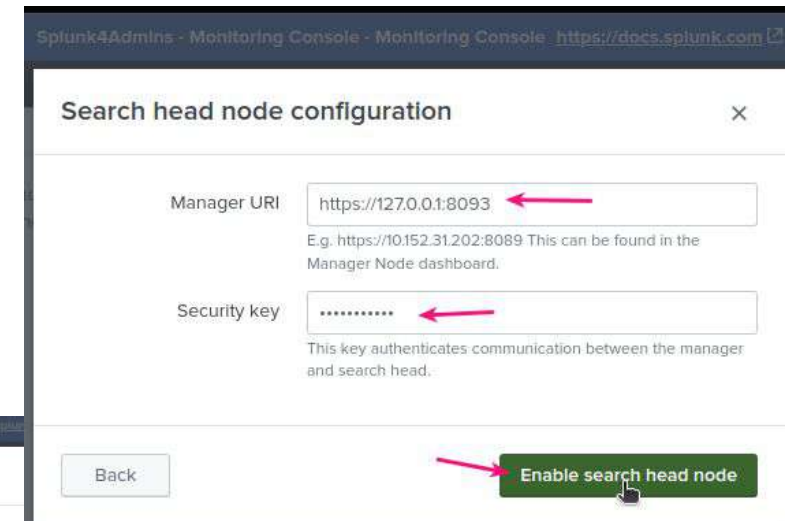 Splunk4Admins - Monitoring Console - Monitoring Console https://docs.splunk.com
Search head node configuration
Manager URI
https://127.0.0.1:8093
E.g. https://10.152.31.202:8089 This can be found in the
Manager Node dashboard.
Security key
•••••••••••
This key authenticates communication between the manager
and search head.
Back
Enable search head node